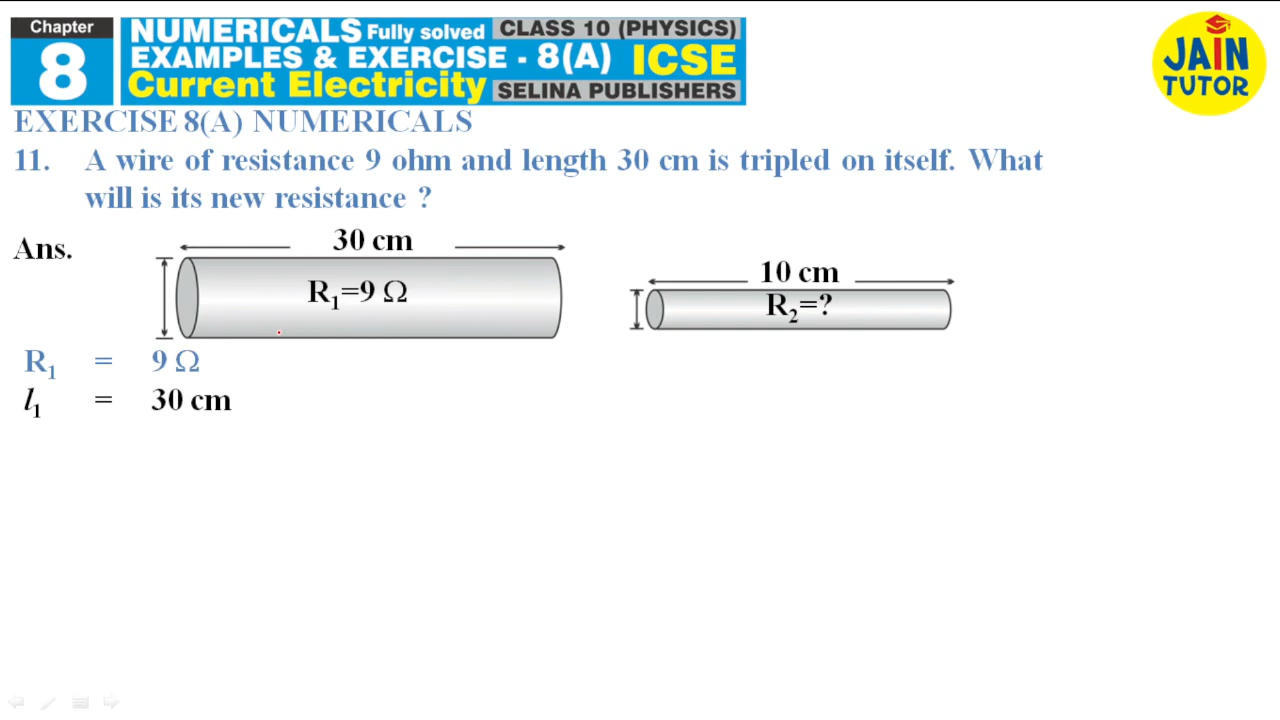 Chapter
8
NUMERICALS Fully solved
EXAMPLES & EXERCISE - 8(A)
Current Electricity
CLASS 10 (PHYSICS)
ICSE
SELINA PUBLISHERS
JAIN
TUTOR
EXERCISE 8(A) NUMERICALS
11. A wire of resistance 9 ohm and length 30 cm is tripled on itself. What
will is its new resistance ?
Ans.
30 cm
R₁=9 Ω
10 cm
R₂=?
R₁ = 9 Ω
l₁ = 30 cm